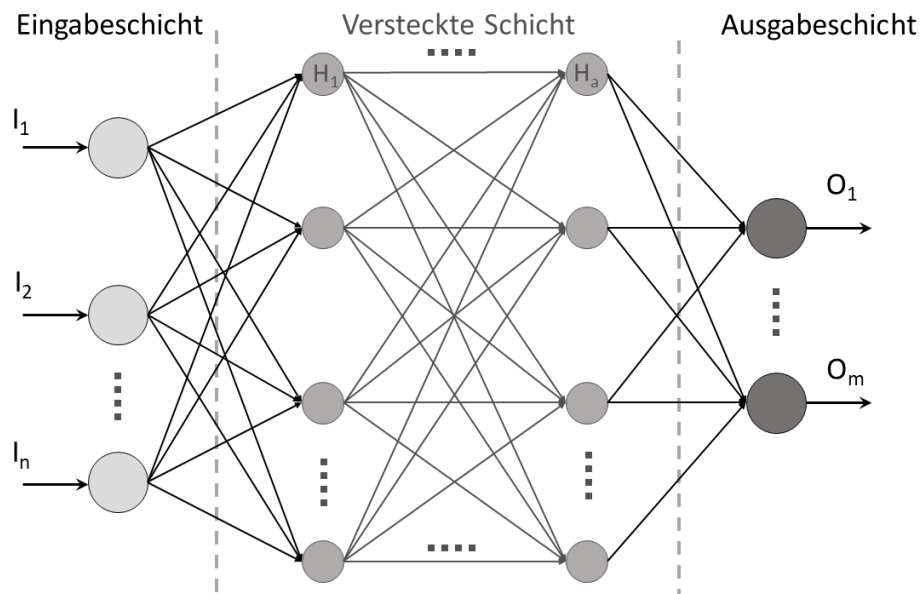 Eingabeschicht
Versteckte Schicht
Ausgabeschicht
H₁
Hₐ
I₁
O₁
I₂
Oₘ
Iₙ